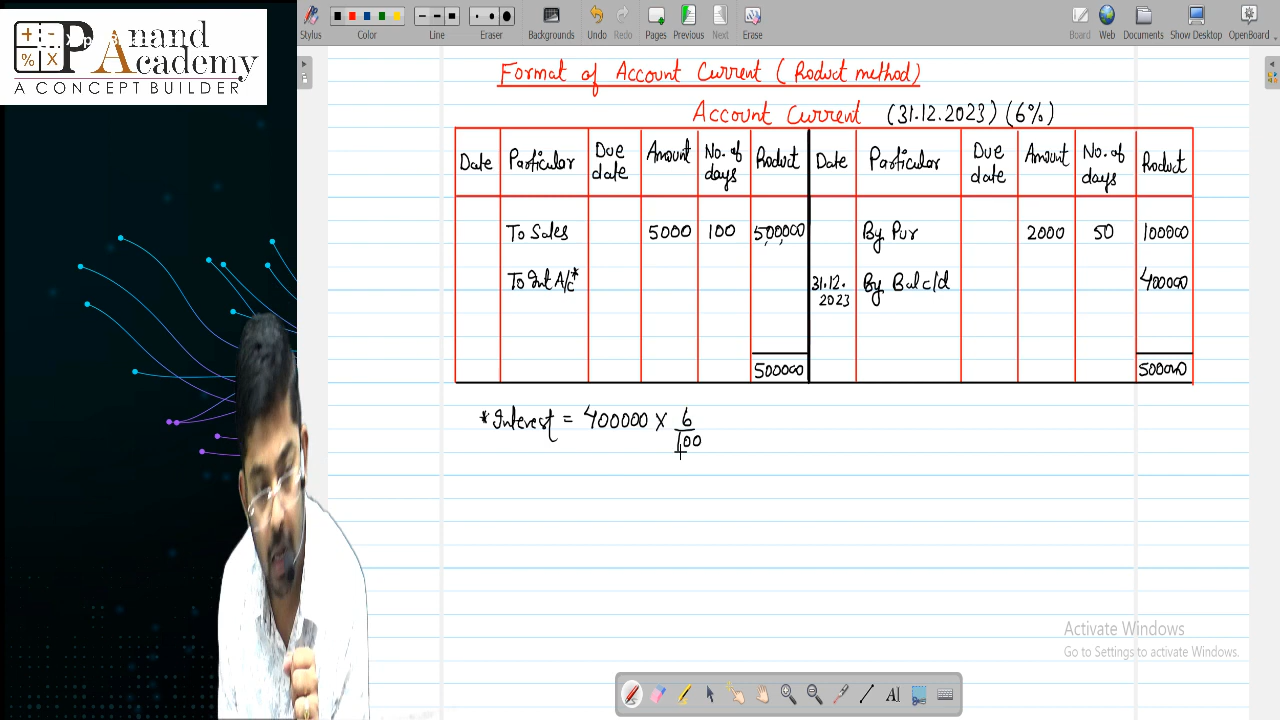 Anand
Academy
A CONCEPT BUILDER
Stylus
Color
Line
Eraser
Backgrounds
Undo
Redo
Pages
Previous
Next
Erase
Board
Web
Documents
Show Desktop
OpenBoard
Format of Account Current (Product method)
Account Current (31.12.2023) (6%)
Date Particular Due date Amount No. of days Product Date Particular Due date Amount No. of days Product
To Sales 5000 100 500,000 By Pur 2000 50 100000
To Int A/c* 31.12.2023 By Bal c/d 400000
500000 500000
*Interest = 400000 X 6/100
Activate Windows
Go to Settings to activate Windows.